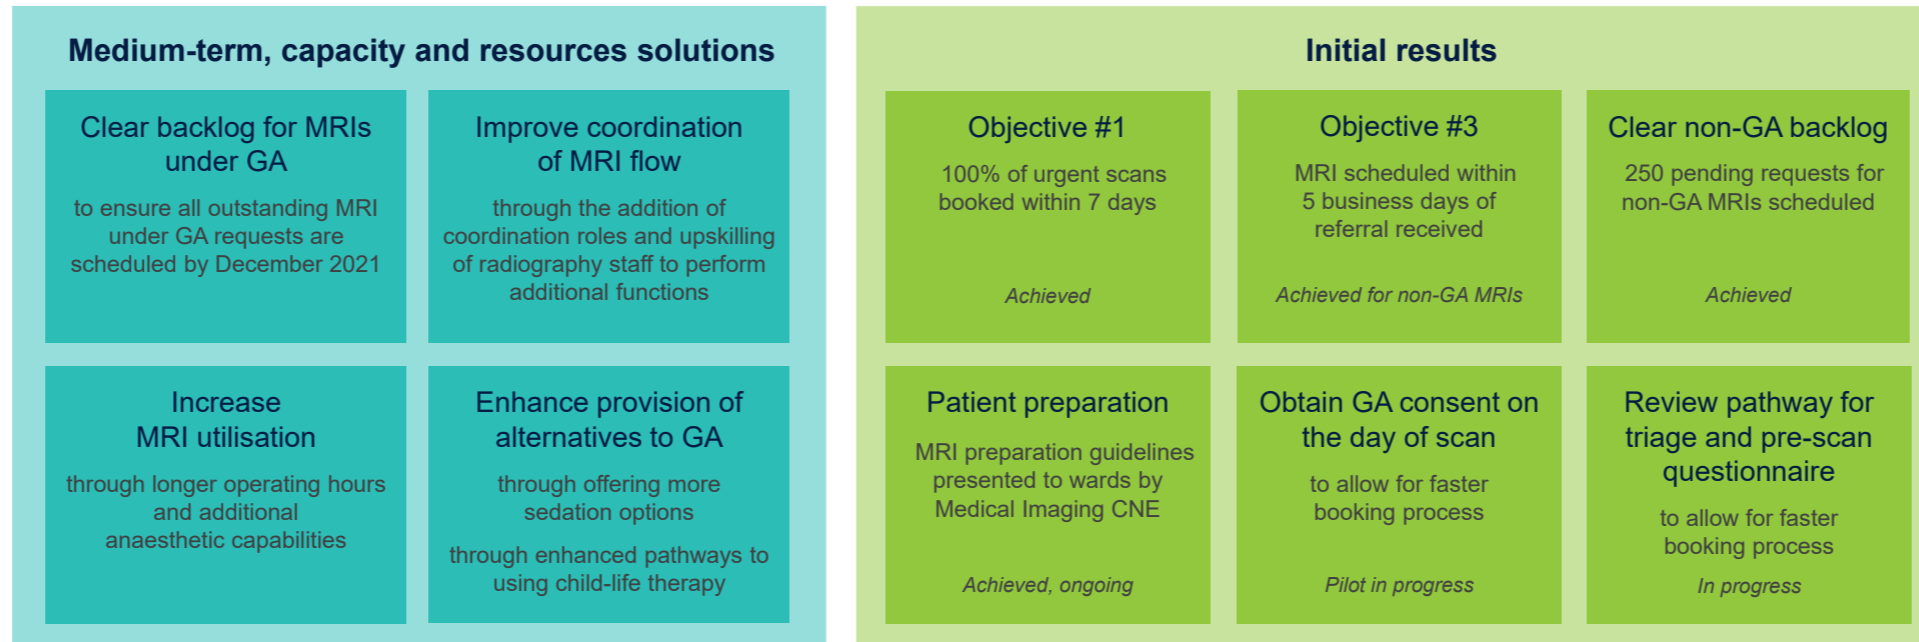 Medium-term, capacity and resources solutions
Clear backlog for MRIs
under GA
to ensure all outstanding MRI
under GA requests are
scheduled by December 2021
Improve coordination
of MRI flow
through the addition of
coordination roles and upskilling
of radiography staff to perform
additional functions
Increase
MRI utilisation
through longer operating hours
and additional
anaesthetic capabilities
Enhance provision of
alternatives to GA
through offering more
sedation options
through enhanced pathways to
using child-life therapy
Initial results
Objective #1
100% of urgent scans
booked within 7 days
Achieved
Objective #3
MRI scheduled within
5 business days of
referral received
Achieved for non-GA MRIs
Clear non-GA backlog
250 pending requests for
non-GA MRIs scheduled
Achieved
Patient preparation
MRI preparation guidelines
presented to wards by
Medical Imaging CNE
Achieved, ongoing
Obtain GA consent on
the day of scan
to allow for faster
booking process
Pilot in progress
Review pathway for
triage and pre-scan
questionnaire
to allow for faster
booking process
In progress